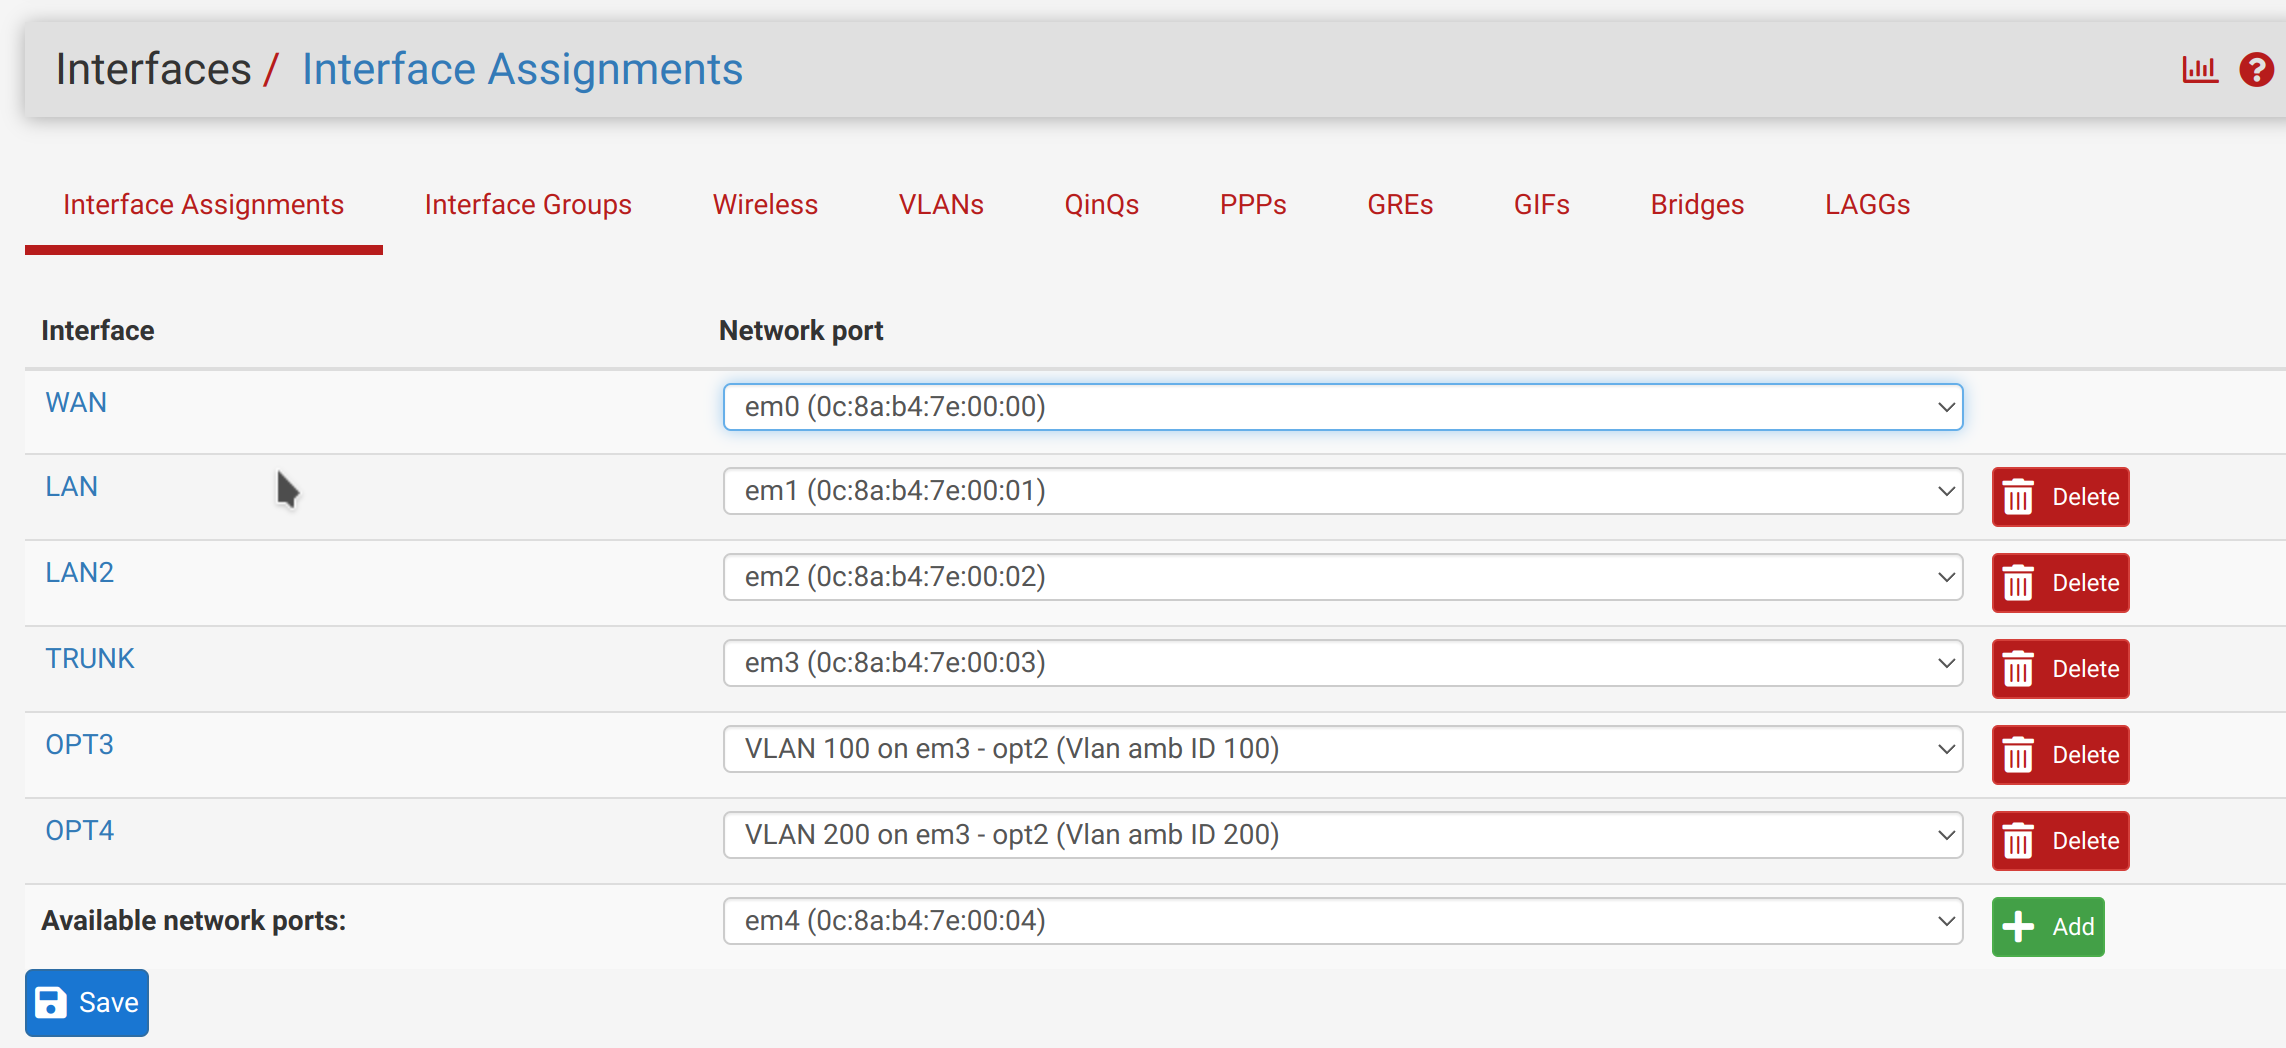 Interfaces / Interface Assignments
Interface Assignments Interface Groups Wireless VLANs QinQs PPPs GREs GIFs Bridges LAGGs
Interface Network port
WAN em0 (0c:8a:b4:7e:00:00)
LAN em1 (0c:8a:b4:7e:00:01) Delete
LAN2 em2 (0c:8a:b4:7e:00:02) Delete
TRUNK em3 (0c:8a:b4:7e:00:03) Delete
OPT3 VLAN 100 on em3 - opt2 (Vlan amb ID 100) Delete
OPT4 VLAN 200 on em3 - opt2 (Vlan amb ID 200) Delete
Available network ports: em4 (0c:8a:b4:7e:00:04) Add
Save